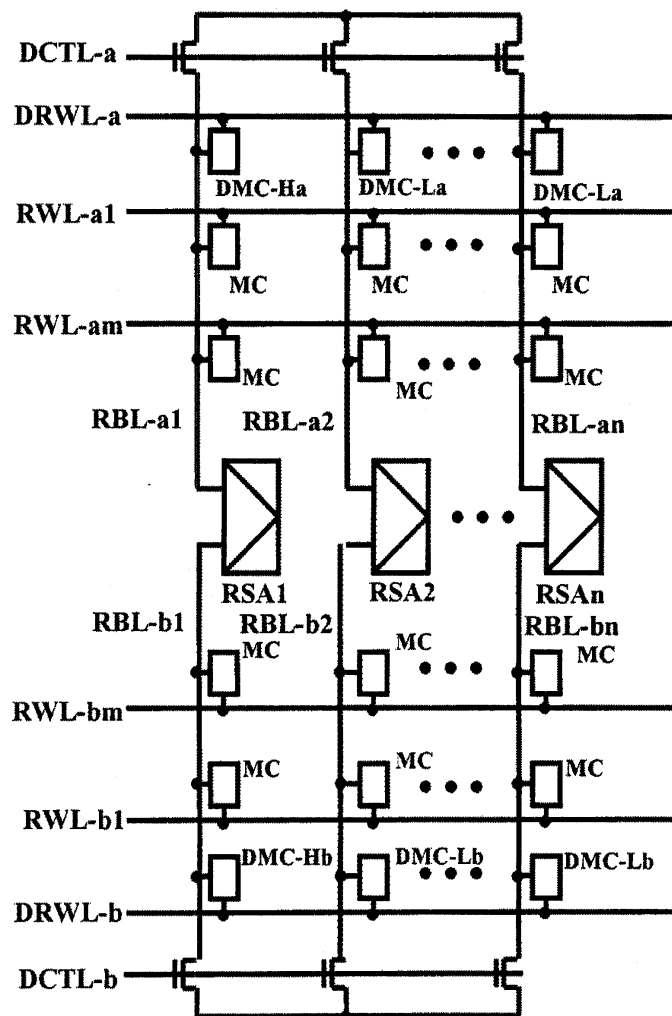 DCTL-a
DRWL-a
DMC-Ha DMC-La DMC-La
RWL-a1
MC MC MC
RWL-am
MC MC MC
RBL-a1 RBL-a2 RBL-an
RSA1 RSA2 RSAn
RBL-b1 RBL-b2 RBL-bn
MC MC MC
RWL-bm
MC MC MC
RWL-b1
DMC-Hb DMC-Lb DMC-Lb
DRWL-b
DCTL-b